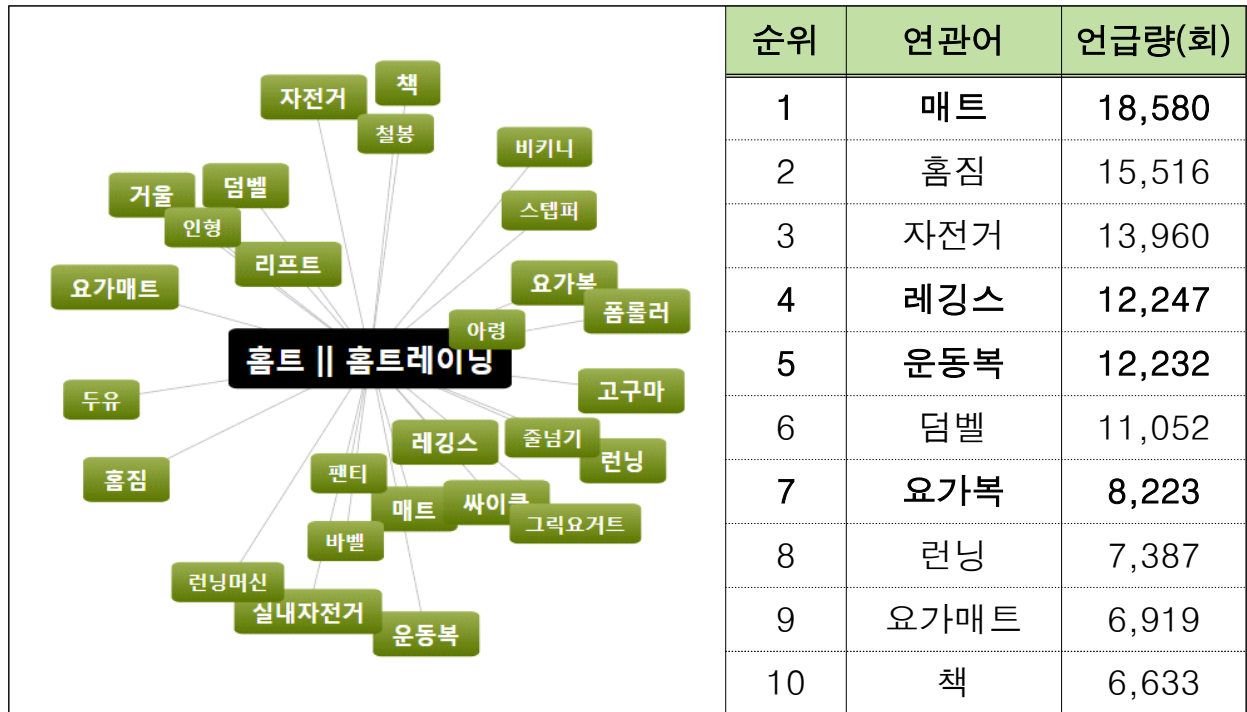 책
자전거
철봉
비키니
덤벨
거울
스텝퍼
인형
리프트
요가매트
요가복
폼롤러
아령
홈트 || 홈트레이닝
고구마
두유
레깅스
줄넘기
런닝
홈짐
팬티
매트
싸이클
그릭요거트
바벨
런닝머신
실내자전거
운동복
순위 연관어 언급량(회)
1 매트 18,580
2 홈짐 15,516
3 자전거 13,960
4 레깅스 12,247
5 운동복 12,232
6 덤벨 11,052
7 요가복 8,223
8 런닝 7,387
9 요가매트 6,919
10 책 6,633